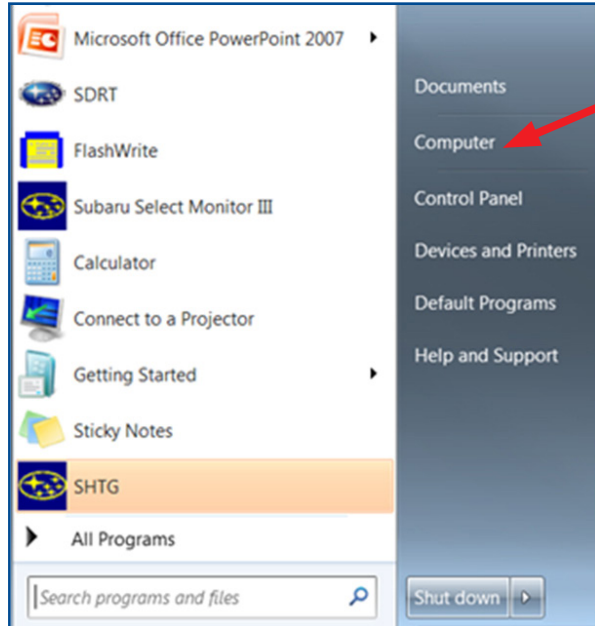 Microsoft Office PowerPoint 2007
SDRT
FlashWrite
Subaru Select Monitor III
Calculator
Connect to a Projector
Getting Started
Sticky Notes
SHTG
All Programs
Search programs and files
Documents
Computer
Control Panel
Devices and Printers
Default Programs
Help and Support
Shut down